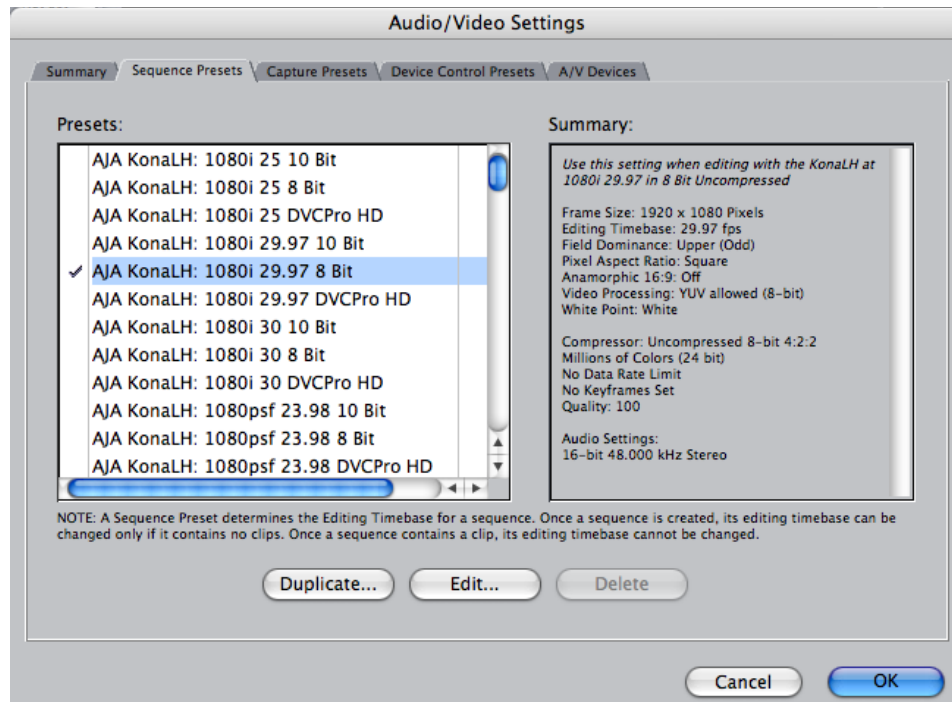 Audio/Video Settings
Summary
Sequence Presets
Capture Presets
Device Control Presets
A/V Devices
Presets:
AJA KonaLH: 1080i 25 10 Bit
AJA KonaLH: 1080i 25 8 Bit
AJA KonaLH: 1080i 25 DVCPro HD
AJA KonaLH: 1080i 29.97 10 Bit
AJA KonaLH: 1080i 29.97 8 Bit
AJA KonaLH: 1080i 29.97 DVCPro HD
AJA KonaLH: 1080i 30 10 Bit
AJA KonaLH: 1080i 30 8 Bit
AJA KonaLH: 1080i 30 DVCPro HD
AJA KonaLH: 1080psf 23.98 10 Bit
AJA KonaLH: 1080psf 23.98 8 Bit
AJA KonaLH: 1080psf 23.98 DVCPro HD
Summary:
Use this setting when editing with the KonaLH at
1080i 29.97 in 8 Bit Uncompressed
Frame Size: 1920 x 1080 Pixels
Editing Timebase: 29.97 fps
Field Dominance: Upper (Odd)
Pixel Aspect Ratio: Square
Anamorphic 16:9: Off
Video Processing: YUV allowed (8-bit)
White Point: White
Compressor: Uncompressed 8-bit 4:2:2
Millions of Colors (24 bit)
No Data Rate Limit
No Keyframes Set
Quality: 100
Audio Settings:
16-bit 48.000 kHz Stereo
NOTE: A Sequence Preset determines the Editing Timebase for a sequence. Once a sequence is created, its editing timebase can be
changed only if it contains no clips. Once a sequence contains a clip, its editing timebase cannot be changed.
Duplicate...
Edit...
Delete
Cancel
OK